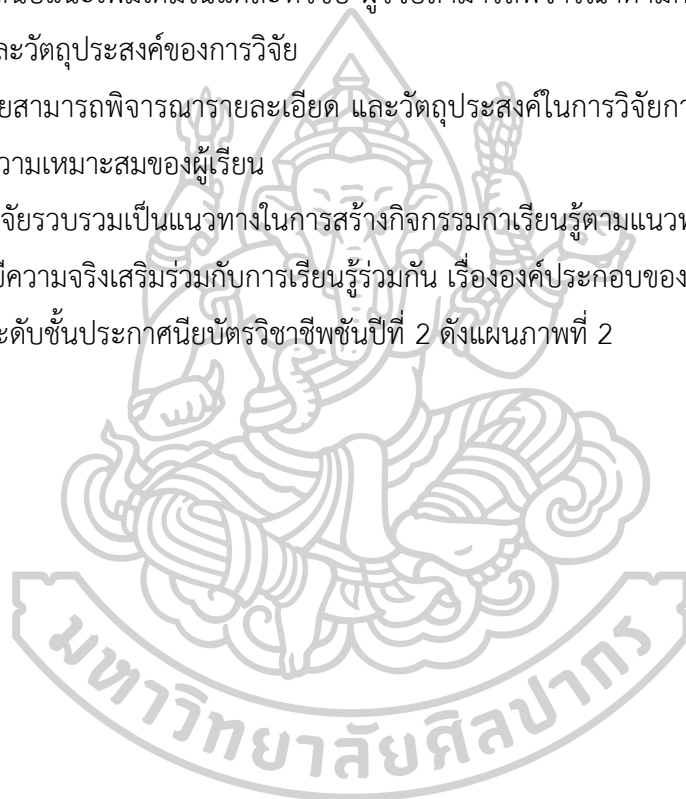 และวัตถุประสงค์ของการวิจัย
ยสามารถพิจารณารายละเอียด และวัตถุประสงค์ในการวิจัยกา
ความเหมาะสมของผู้เรียน
จัยรวบรวมเป็นแนวทางในการสร้างกิจกรรมกาเรียนรู้ตามแนวท
ยีความจริงเสริมร่วมกับการเรียนรู้ร่วมกัน เรื่ององค์ประกอบของ
ะดับชั้นประกาศนียบัตรวิชาชีพชันปีที่ 2 ดังแผนภาพที่ 2
มหาวิทยาลัยศิลปากร